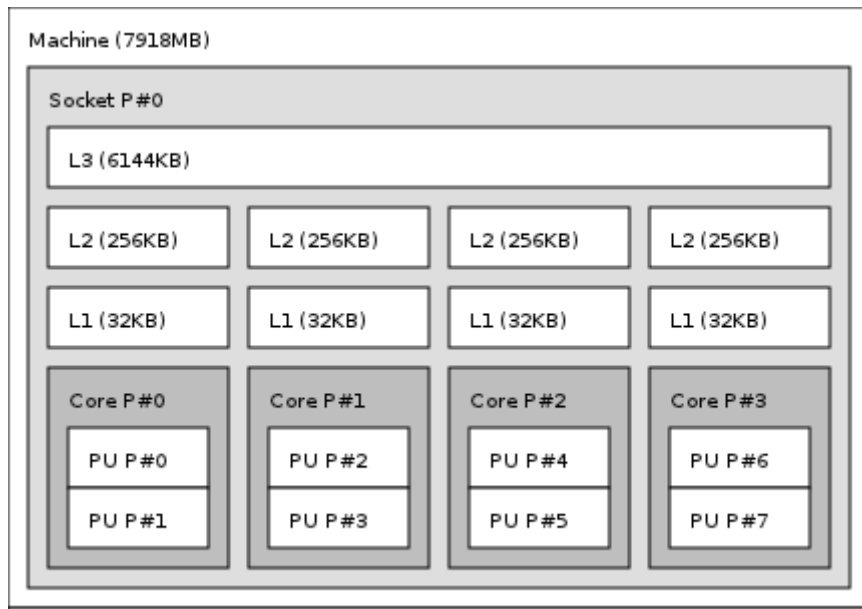 Machine (7918MB)
Socket P#0
L3 (6144KB)
L2 (256KB) L2 (256KB) L2 (256KB) L2 (256KB)
L1 (32KB) L1 (32KB) L1 (32KB) L1 (32KB)
Core P#0 Core P#1 Core P#2 Core P#3
PU P#0 PU P#2 PU P#4 PU P#6
PU P#1 PU P#3 PU P#5 PU P#7